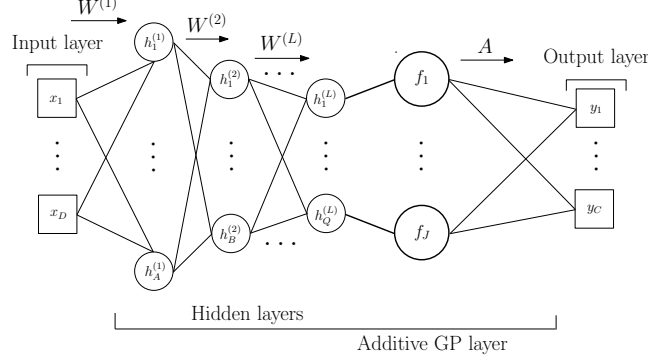 W^{(1)}
W^{(2)}
W^{(L)}
A
Input layer
Output layer
x_1
x_D
h_1^{(1)}
h_A^{(1)}
h_1^{(2)}
h_B^{(2)}
. . .
. . .
h_1^{(L)}
h_Q^{(L)}
f_1
f_J
y_1
y_C
Hidden layers
Additive GP layer